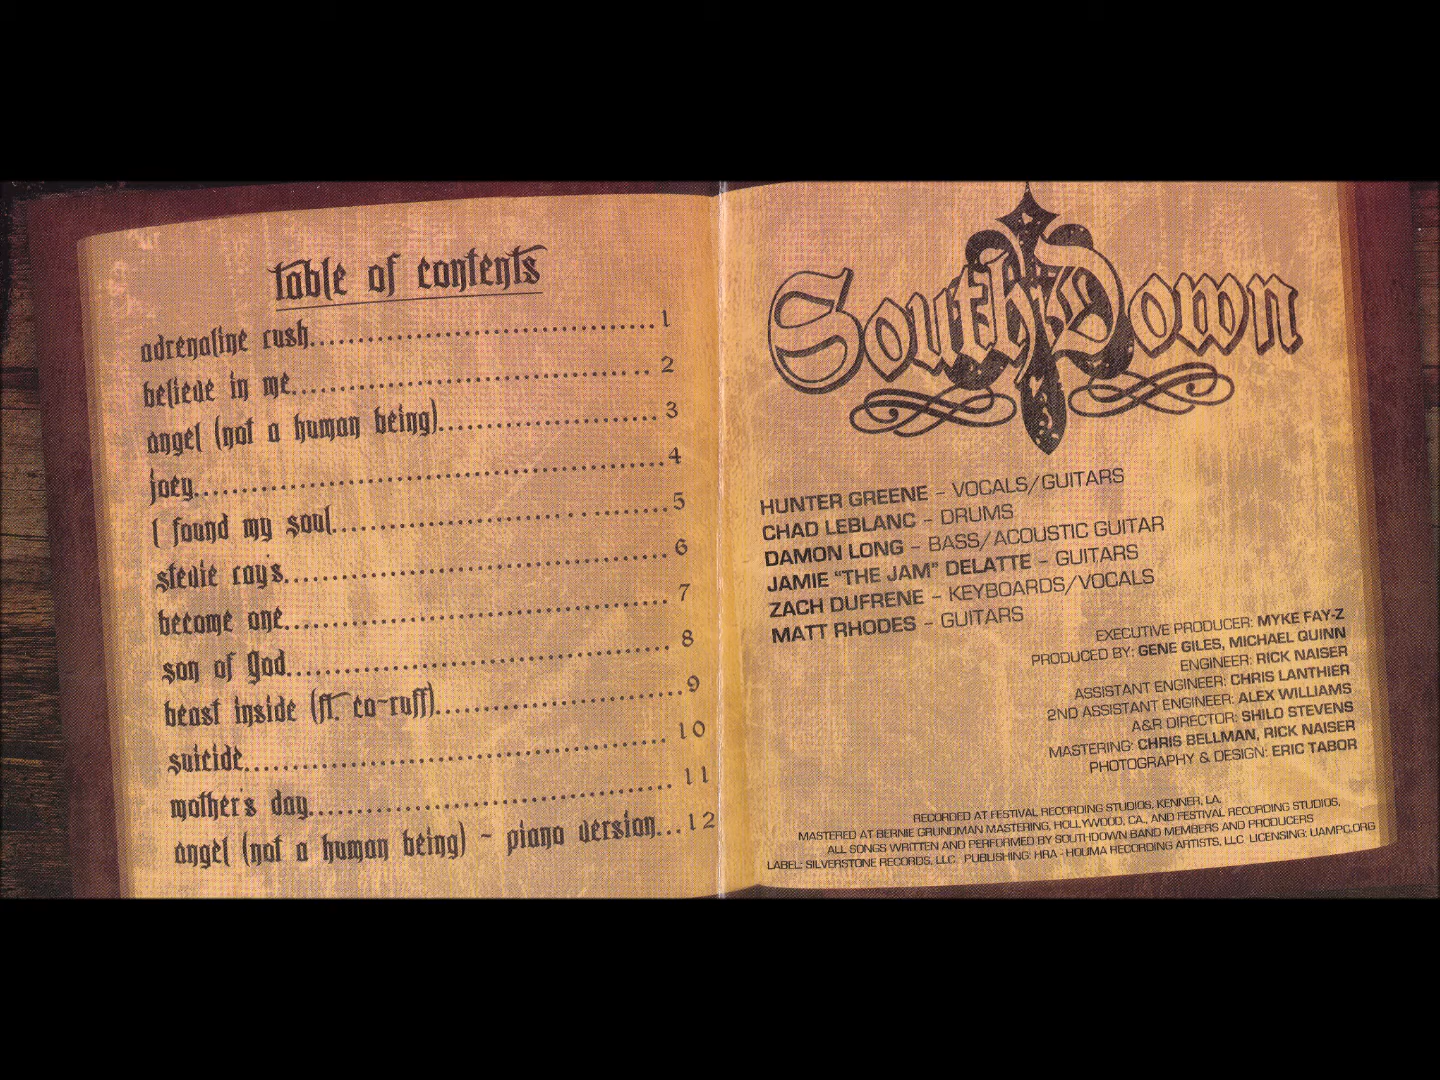 table of contents
adrenaline rush..............................................1
believe in me................................................2
angel (not a human being)...........................3
joey............................................................4
I found my soul............................................5
stevie ray's..................................................6
become one..................................................7
son of god...................................................8
beast inside (ft. ca-ruff)..............................9
suicide.......................................................10
mother's day...............................................11
angel (not a human being) - piano version...12
SouthDown
HUNTER GREENE – VOCALS/GUITARS
CHAD LEBLANC – DRUMS
DAMON LONG – BASS/ACOUSTIC GUITAR
JAMIE "THE JAM" DELATTE – GUITARS
ZACH DUFRENE – KEYBOARDS/VOCALS
MATT RHODES – GUITARS
EXECUTIVE PRODUCER: MYKE FAY-Z
PRODUCED BY: GENE GILES, MICHAEL QUINN
ENGINEER: RICK NAISER
ASSISTANT ENGINEER: CHRIS LANTHIER
2ND ASSISTANT ENGINEER: ALEX WILLIAMS
A&R DIRECTOR: SHILO STEVENS
MASTERING: CHRIS BELLMAN, RICK NAISER
PHOTOGRAPHY & DESIGN: ERIC TABOR
RECORDED AT FESTIVAL RECORDING STUDIOS, KENNER, LA,
MASTERED AT BERNIE GRUNDMAN MASTERING, HOLLYWOOD, CA., AND FESTIVAL RECORDING STUDIOS,
ALL SONGS WRITTEN AND PERFORMED BY SOUTHDOWN BAND MEMBERS AND PRODUCERS
LABEL: SILVERSTONE RECORDS, LLC PUBLISHING: HRA - HOUMA RECORDING ARTISTS, LLC LICENSING: UAMPC.ORG